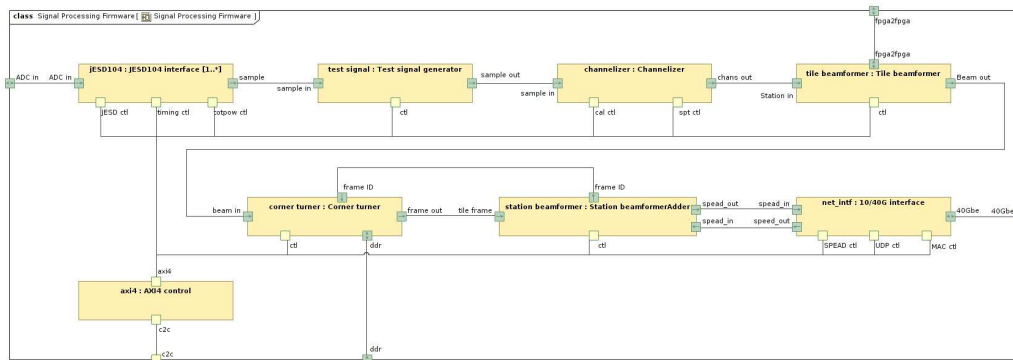 class Signal Processing Firmware [ Signal Processing Firmware ]
fpga2fpga
fpga2fpga
ADC in ADC in
jESD104 : JESD104 interface [1..*]
sample
sample in
test signal : Test signal generator
sample out
sample in
channelizer : Channelizer
chans out
Station in
tile beamformer : Tile beamformer
Beam out
JESD ctl
timing ctl
totpow ctl
ctl
cal ctl
spt ctl
ctl
frame ID
frame ID
beam in
corner turner : Corner turner
frame out
tile frame
station beamformer : Station beamformerAdder
spead_out
spead_in
spead_in
speed_out
net_intf : 10/40G interface
40Gbe
40Gbe
ctl
ddr
ctl
SPEAD ctl
UDP ctl
MAC ctl
axi4
axi4 : AXI4 control
c2c
c2c
ddr